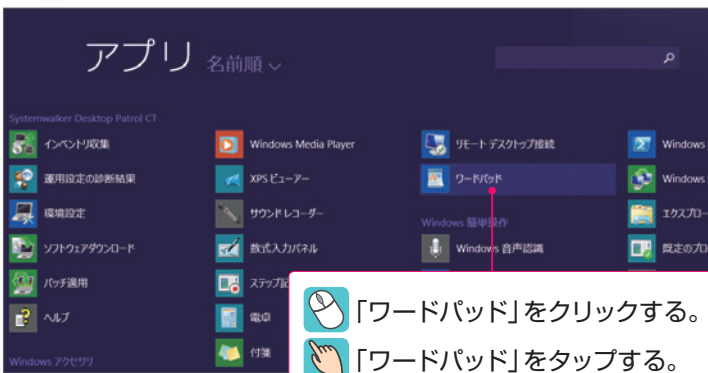 アプリ 名前順
Systemwalker Desktop Patrol CT
インベントリ収集
運用設定の診断結果
環境設定
ソフトウェアダウンロード
パッチ適用
ヘルプ
Windows アクセサリ
Windows Media Player
XPS ビューアー
サウンド レコーダー
数式入力パネル
ステップ記
電卓
付箋
リモート デスクトップ接続
ワードパッド
Windows 簡単操作
Windows 音声認識
Windows
Windows
エクスプロー
既定のプロ
「ワードパッド」をクリックする。
「ワードパッド」をタップする。